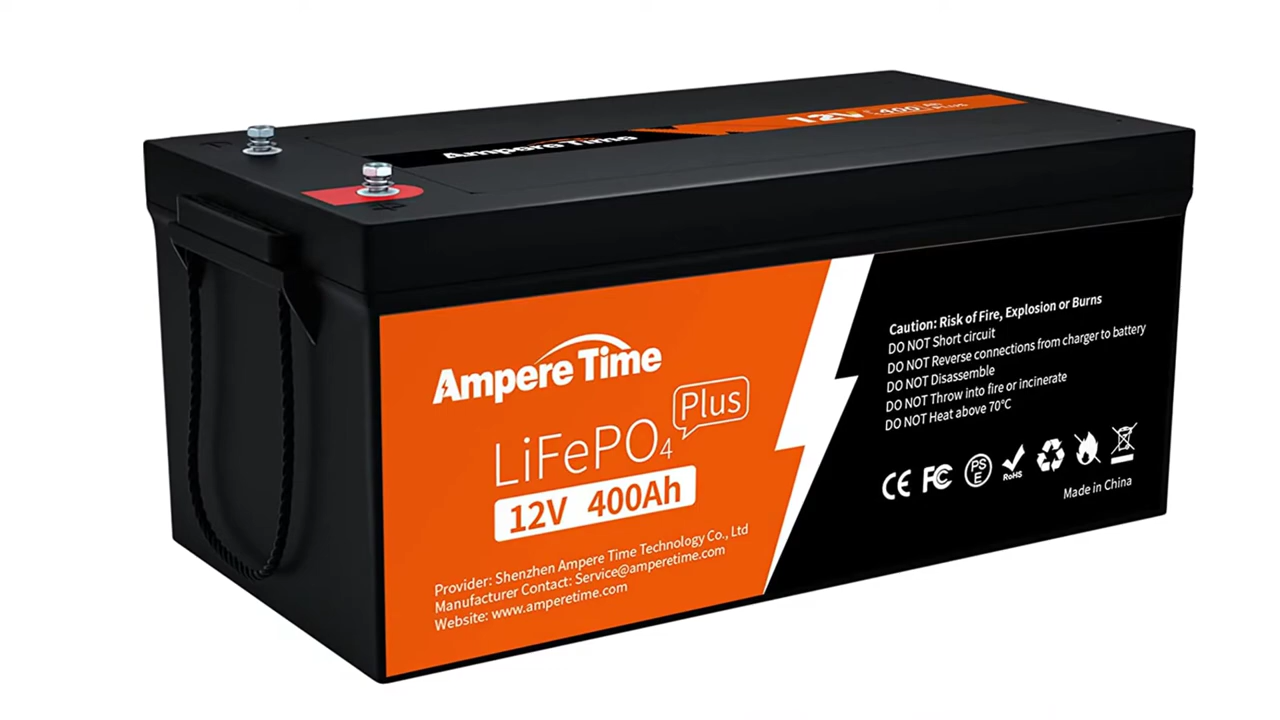 Ampere Time
12V 400
Ampere Time
LiFePO4 Plus
12V 400Ah
Provider: Shenzhen Ampere Time Technology Co., Ltd
Manufacturer Contact: Service@amperetime.com
Website: www.amperetime.com
Caution: Risk of Fire, Explosion or Burns
DO NOT Short circuit
DO NOT Reverse connections from charger to battery
DO NOT Disassemble
DO NOT Throw into fire or incinerate
DO NOT Heat above 70℃
CE FC PSE RoHS
Made in China